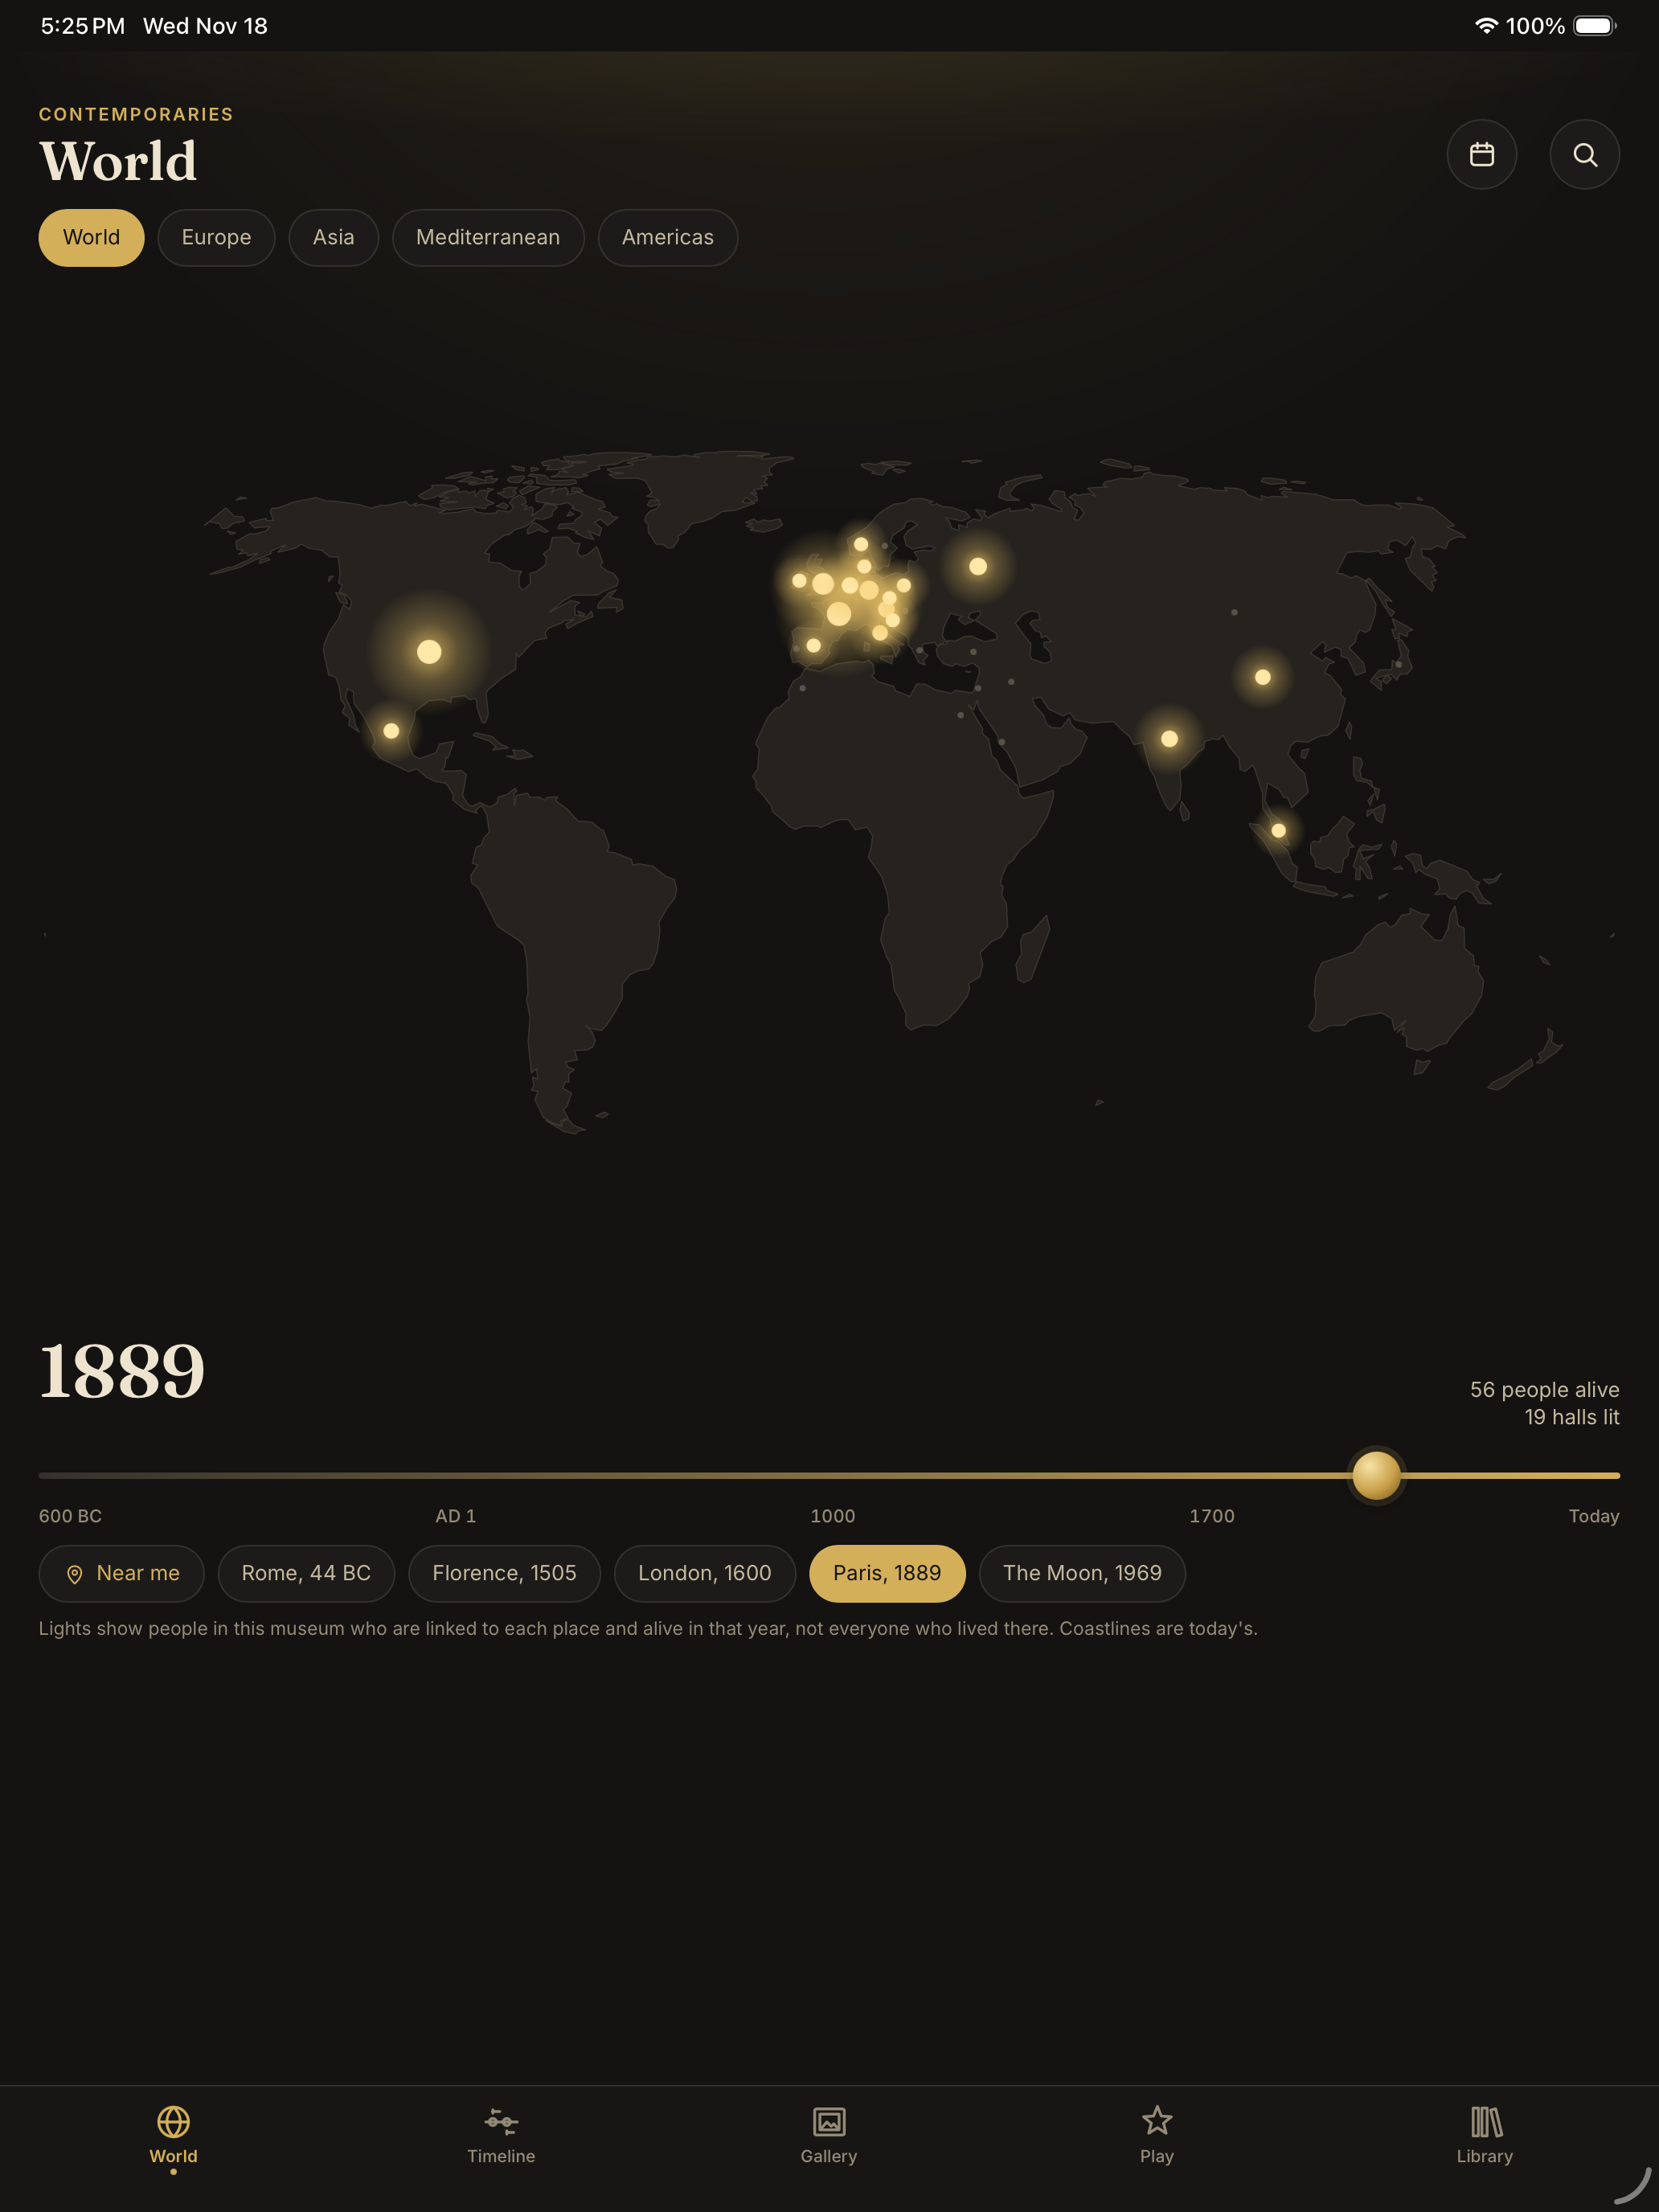 5:25 PM Wed Nov 18 100%
CONTEMPORARIES
World
World Europe Asia Mediterranean Americas
1889
56 people alive
19 halls lit
600 BC AD 1 1000 1700 Today
Near me Rome, 44 BC Florence, 1505 London, 1600 Paris, 1889 The Moon, 1969
Lights show people in this museum who are linked to each place and alive in that year, not everyone who lived there. Coastlines are today's.
World Timeline Gallery Play Library